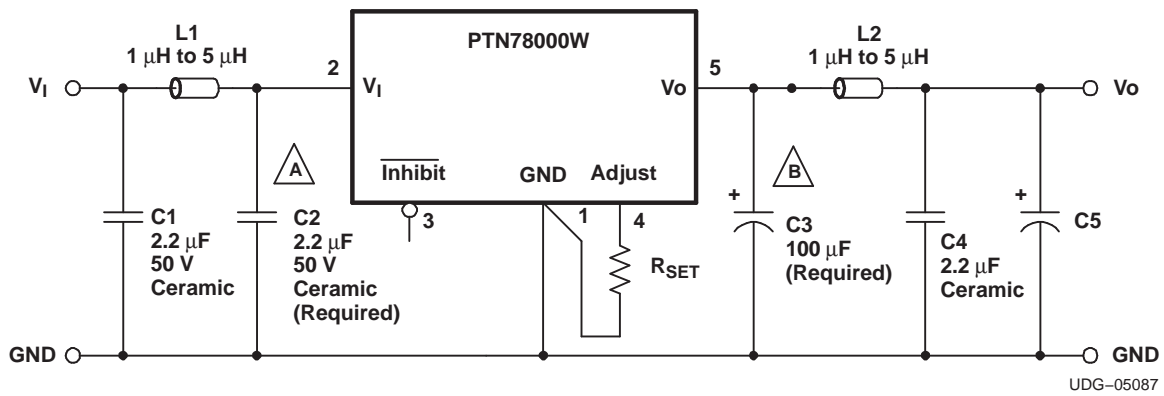 PTN78000W
L1
1 μH to 5 μH
L2
1 μH to 5 μH
2
5
VI
VI
Vo
Vo
A
B
Inhibit
GND
Adjust
3
1
4
C1
2.2 μF
50 V
Ceramic
C2
2.2 μF
50 V
Ceramic
(Required)
RSET
+
C3
100 μF
(Required)
C4
2.2 μF
Ceramic
+
C5
GND
GND
UDG–05087